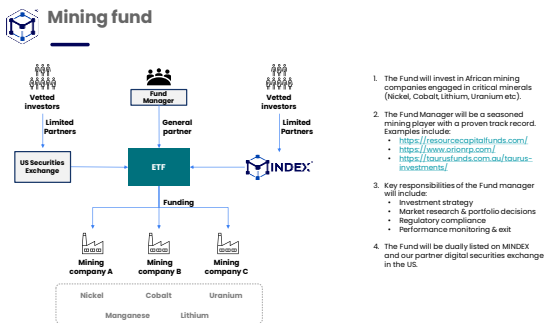 Mining fund
Vetted
investors
Fund
Manager
Vetted
investors
Limited
Partners
General
partner
Limited
Partners
US Securities
Exchange
ETF
MINDEX
Funding
Mining
company A
Mining
company B
Mining
company C
Nickel
Cobalt
Uranium
Manganese
Lithium
1. The Fund will invest in African mining
companies engaged in critical minerals
(Nickel, Cobalt, Lithium, Uranium etc).
2. The Fund Manager will be a seasoned
mining player with a proven track record.
Examples include:
• https://resourcecapitalfunds.com/
• https://www.orionrp.com/
• https://taurusfunds.com.au/taurus-
investments/
3. Key responsibilities of the Fund manager
will include:
• Investment strategy
• Market research & portfolio decisions
• Regulatory compliance
• Performance monitoring & exit
4. The Fund will be dually listed on MINDEX
and our partner digital securities exchange
in the US.